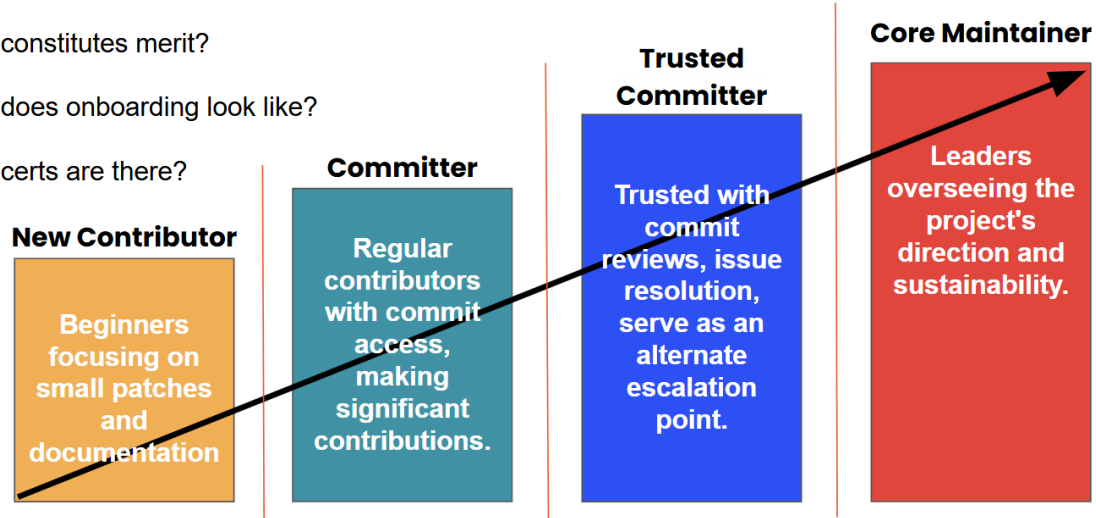 constitutes merit?
does onboarding look like?
certs are there?
New Contributor
Beginners
focusing on
small patches
and
documentation
Committer
Regular
contributors
with commit
access,
making
significant
contributions.
Trusted
Committer
Trusted with
commit
reviews, issue
resolution,
serve as an
alternate
escalation
point.
Core Maintainer
Leaders
overseeing the
project's
direction and
sustainability.